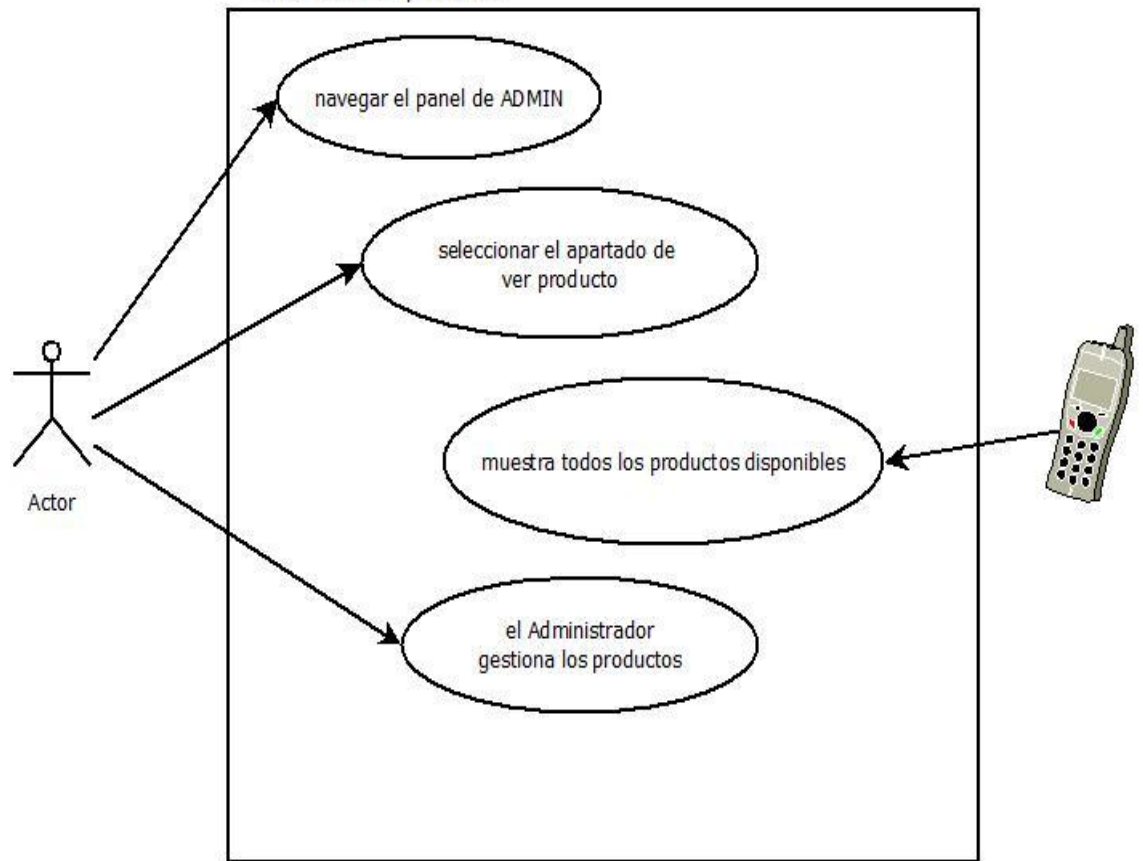 navegar el panel de ADMIN
seleccionar el apartado de
ver producto
muestra todos los productos disponibles
Actor
el Administrador
gestiona los productos